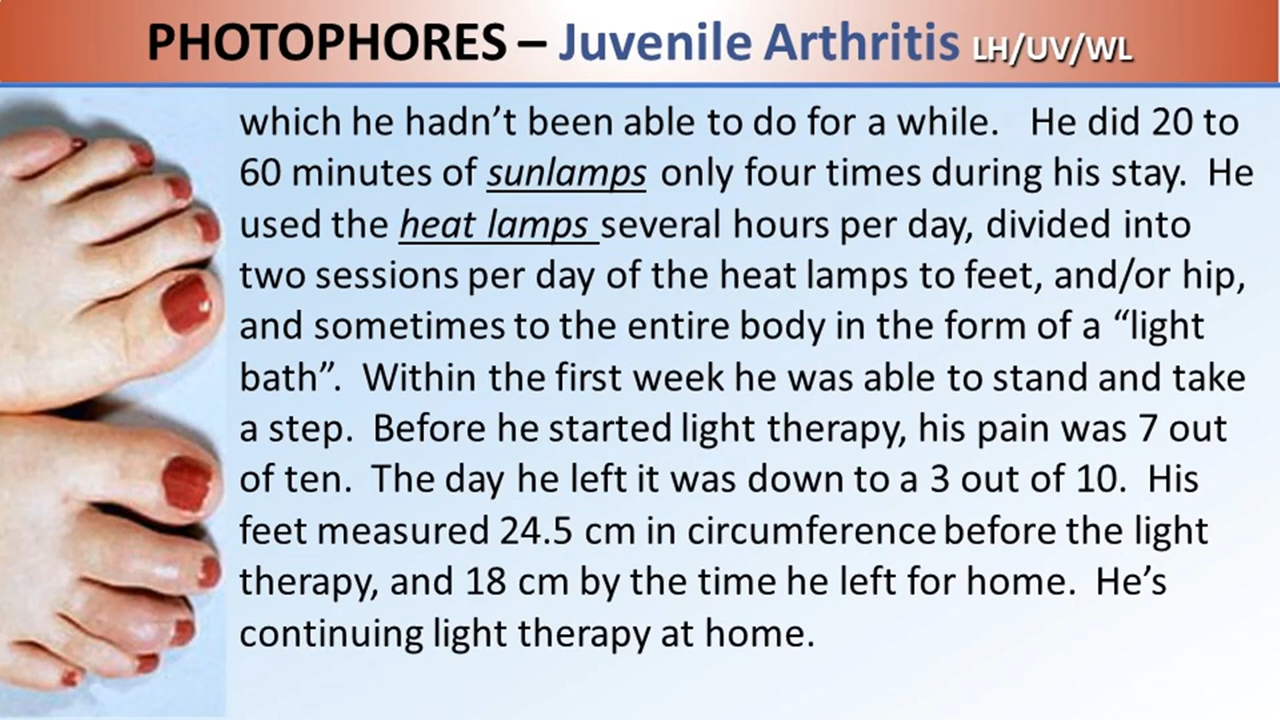 PHOTOPHORES – Juvenile Arthritis LH/UV/WL
which he hadn’t been able to do for a while. He did 20 to
60 minutes of sunlamps only four times during his stay. He
used the heat lamps several hours per day, divided into
two sessions per day of the heat lamps to feet, and/or hip,
and sometimes to the entire body in the form of a “light
bath”. Within the first week he was able to stand and take
a step. Before he started light therapy, his pain was 7 out
of ten. The day he left it was down to a 3 out of 10. His
feet measured 24.5 cm in circumference before the light
therapy, and 18 cm by the time he left for home. He’s
continuing light therapy at home.